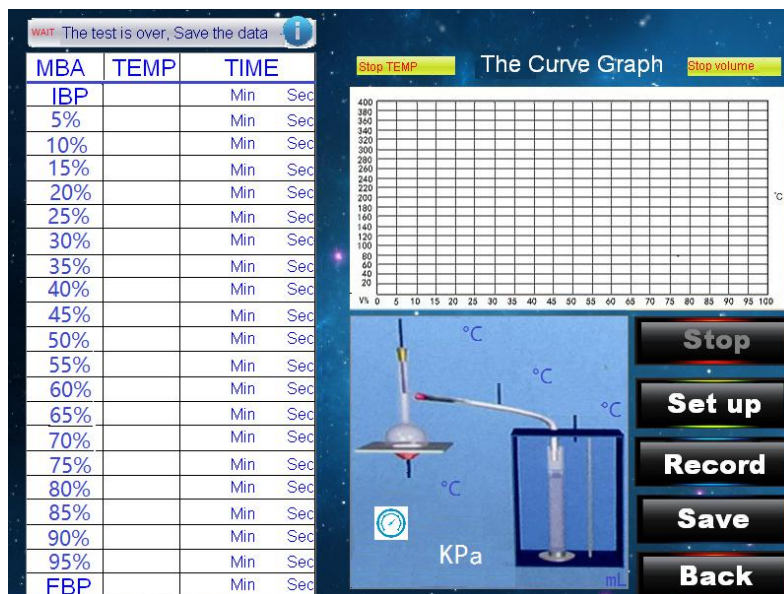 WAIT The test is over, Save the data i
MBA TEMP TIME
IBP Min Sec
5% Min Sec
10% Min Sec
15% Min Sec
20% Min Sec
25% Min Sec
30% Min Sec
35% Min Sec
40% Min Sec
45% Min Sec
50% Min Sec
55% Min Sec
60% Min Sec
65% Min Sec
70% Min Sec
75% Min Sec
80% Min Sec
85% Min Sec
90% Min Sec
95% Min Sec
FBP Min Sec
Stop TEMP The Curve Graph Stop volume
400
380
360
340
320
300
280
260
240
220
200
180
160
140
120
100
80
60
40
20
°C
V% 0 5 10 15 20 25 30 35 40 45 50 55 60 65 70 75 80 85 90 95 100
°C
°C
°C
°C
KPa
mL
Stop
Set up
Record
Save
Back